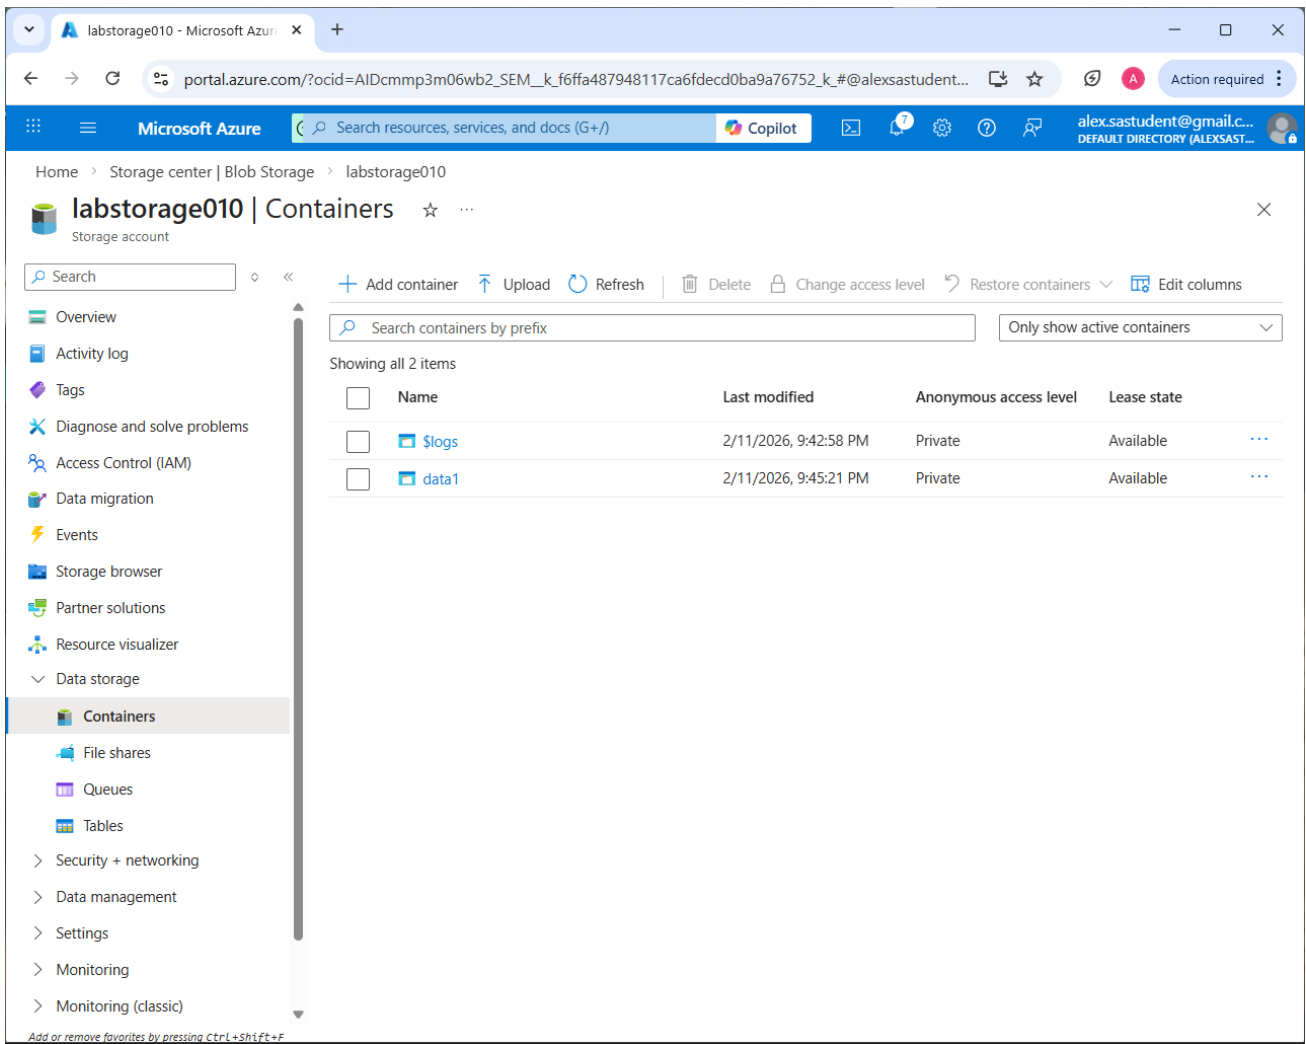 labstorage010 - Microsoft Azur
portal.azure.com/?ocid=AIDcmmp3m06wb2_SEM__k_f6ffa487948117ca6fdecd0ba9a76752_k_#@alexsastudent...
A
Action required
Microsoft Azure
Search resources, services, and docs (G+/)
Copilot
7
alex.sastudent@gmail.c...
DEFAULT DIRECTORY (ALEXSAST...
Home > Storage center | Blob Storage > labstorage010
labstorage010 | Containers
Storage account
Search
Add container
Upload
Refresh
Delete
Change access level
Restore containers
Edit columns
Search containers by prefix
Only show active containers
Showing all 2 items
Name Last modified Anonymous access level Lease state
$logs 2/11/2026, 9:42:58 PM Private Available
data1 2/11/2026, 9:45:21 PM Private Available
Overview
Activity log
Tags
Diagnose and solve problems
Access Control (IAM)
Data migration
Events
Storage browser
Partner solutions
Resource visualizer
Data storage
Containers
File shares
Queues
Tables
Security + networking
Data management
Settings
Monitoring
Monitoring (classic)
Add or remove favorites by pressing Ctrl+Shift+F